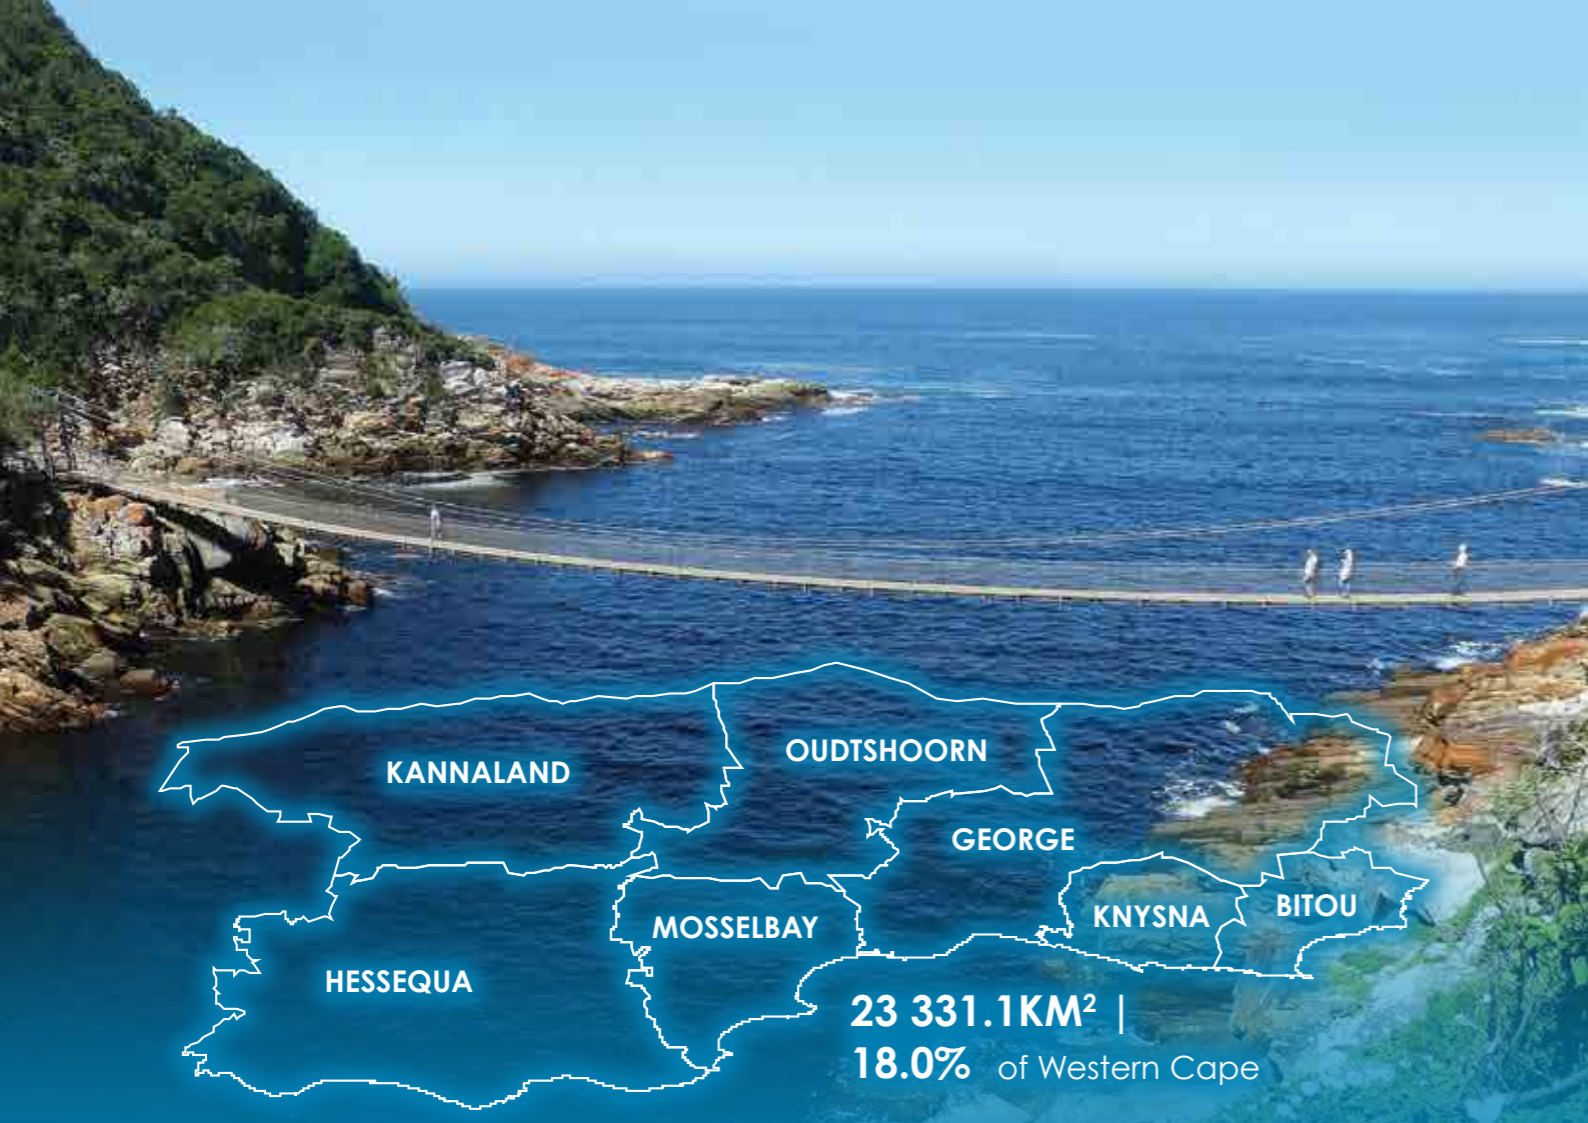 KANNALAND
OUDTSHOORN
GEORGE
MOSSELBAY
KNYSNA
BITOU
HESSEQUA
23 331.1KM² |
18.0% of Western Cape